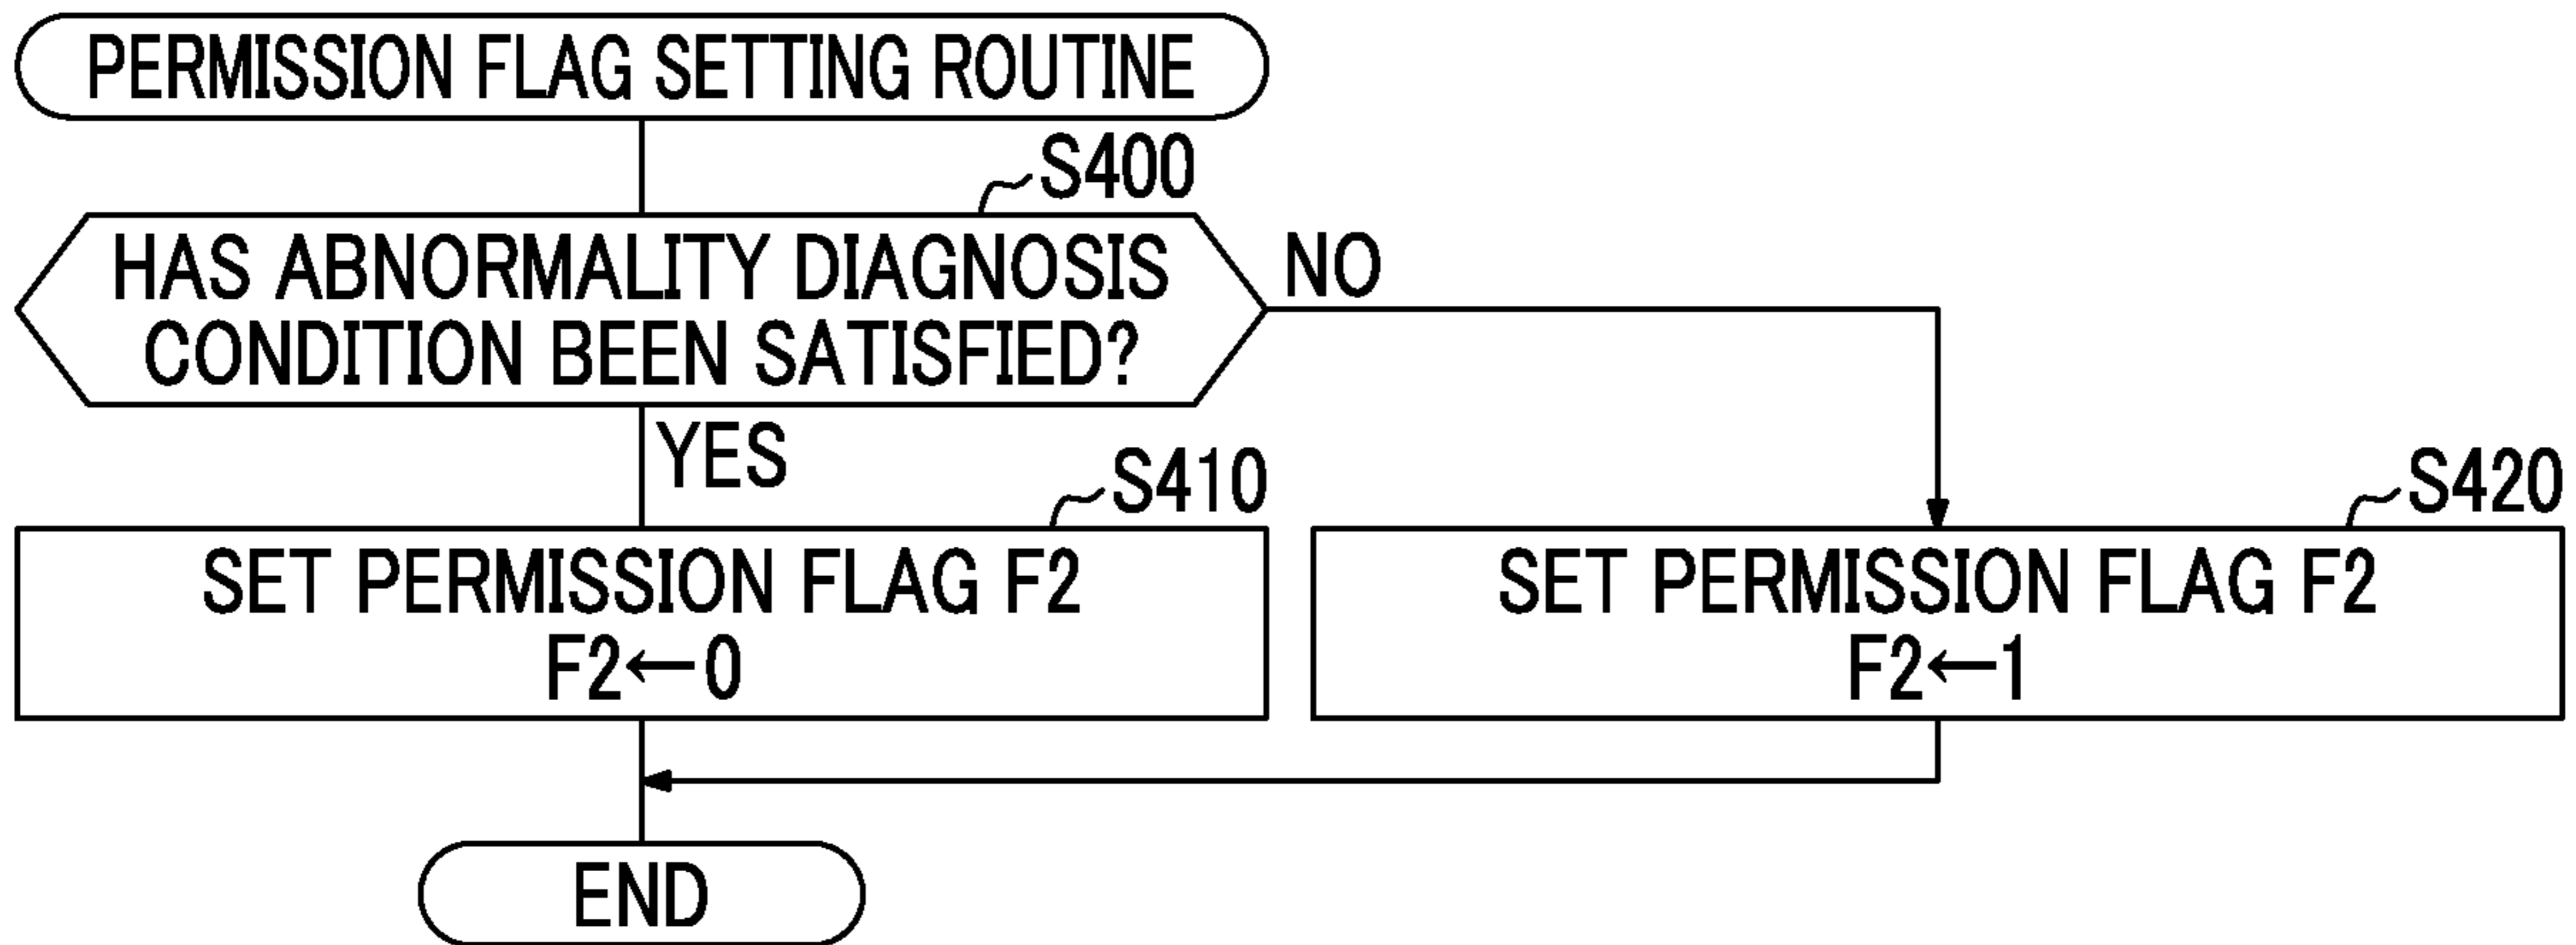 PERMISSION FLAG SETTING ROUTINE
S400
HAS ABNORMALITY DIAGNOSIS
CONDITION BEEN SATISFIED?
NO
YES
S410
SET PERMISSION FLAG F2
F2←0
S420
SET PERMISSION FLAG F2
F2←1
END